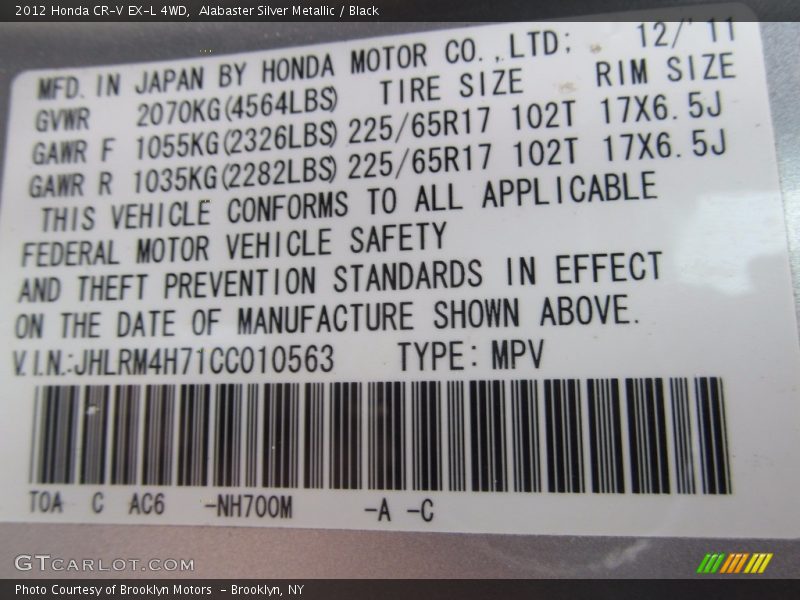 2012 Honda CR-V EX-L 4WD,  Alabaster Silver Metallic / Black
MFD. IN JAPAN BY HONDA MOTOR CO.,LTD; 12/'11
GVWR 2070KG(4564LBS) TIRE SIZE RIM SIZE
GAWR F 1055KG(2326LBS) 225/65R17 102T 17X6.5J
GAWR R 1035KG(2282LBS) 225/65R17 102T 17X6.5J
THIS VEHICLE CONFORMS TO ALL APPLICABLE
FEDERAL MOTOR VEHICLE SAFETY
AND THEFT PREVENTION STANDARDS IN EFFECT
ON THE DATE OF MANUFACTURE SHOWN ABOVE.
V.I.N.:JHLRM4H71CC010563 TYPE: MPV
TOA C AC6 -NH700M -A -C
GTCARLOT.COM
Photo Courtesy of Brooklyn Motors  - Brooklyn, NY